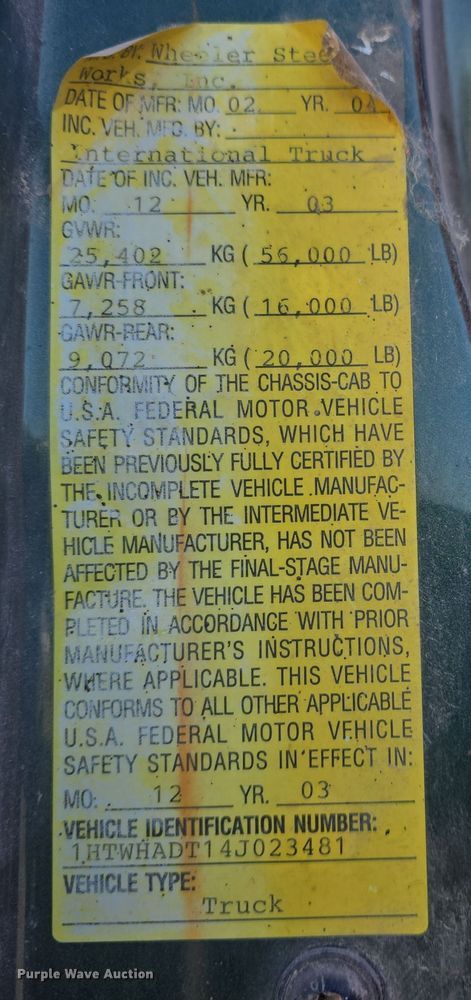 BY: Wheeler Stee
Works, Inc.
DATE OF MFR: MO. 02 YR. 04
INC. VEH. MFG. BY:
International Truck
DATE OF INC. VEH. MFR:
MO. 12 YR. 03
GVWR:
25,402 KG ( 56,000 LB)
GAWR-FRONT:
7,258 KG ( 16,000 LB)
GAWR-REAR:
9,072 KG ( 20,000 LB)
CONFORMITY OF THE CHASSIS-CAB TO
U.S.A. FEDERAL MOTOR VEHICLE
SAFETY STANDARDS, WHICH HAVE
BEEN PREVIOUSLY FULLY CERTIFIED BY
THE INCOMPLETE VEHICLE MANUFAC-
TURER OR BY THE INTERMEDIATE VE-
HICLE MANUFACTURER, HAS NOT BEEN
AFFECTED BY THE FINAL-STAGE MANU-
FACTURE. THE VEHICLE HAS BEEN COM-
PLETED IN ACCORDANCE WITH PRIOR
MANUFACTURER'S INSTRUCTIONS,
WHERE APPLICABLE. THIS VEHICLE
CONFORMS TO ALL OTHER APPLICABLE
U.S.A. FEDERAL MOTOR VEHICLE
SAFETY STANDARDS IN EFFECT IN:
MO: 12 YR. 03
VEHICLE IDENTIFICATION NUMBER:
1HTWHADT14J023481
VEHICLE TYPE:
Truck
Purple Wave Auction